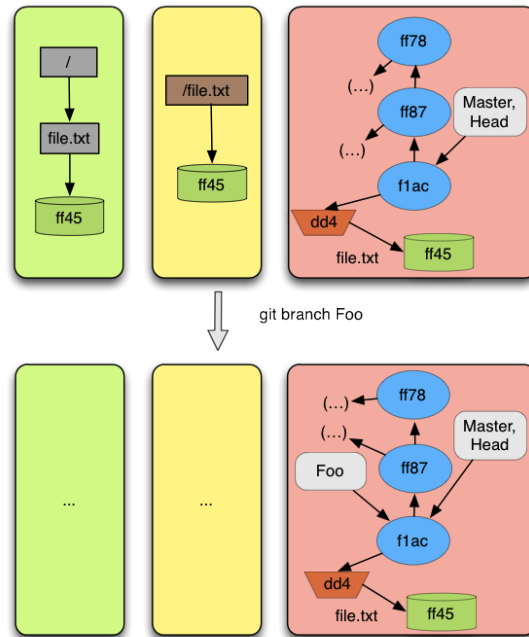 /
file.txt
ff45
/file.txt
ff45
ff78
(...)
ff87
(...)
Master,
Head
f1ac
dd4
file.txt
ff45
git branch Foo
...
...
ff78
(...)
(...)
Master,
Head
Foo
ff87
f1ac
dd4
file.txt
ff45